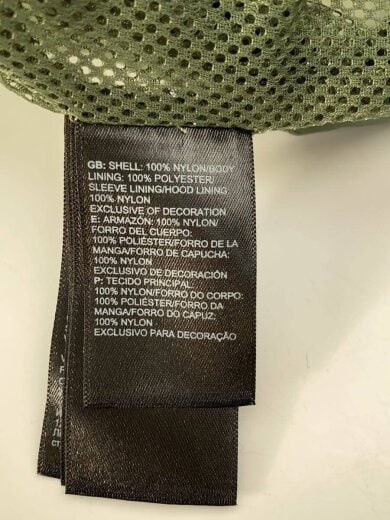 GB: SHELL: 100% NYLON/BODY
LINING: 100% POLYESTER/
SLEEVE LINING/HOOD LINING
100% NYLON
EXCLUSIVE OF DECORATION
E: ARMAZÓN: 100% NYLON/
FORRO DEL CUERPO:
100% POLIÉSTER/FORRO DE LA
MANGA/FORRO DE CAPUCHA:
100% NYLON
EXCLUSIVO DE DECORACIÓN
P: TECIDO PRINCIPAL:
100% NYLON/FORRO DO CORPO:
100% POLIÉSTER/FORRO DA
MANGA/FORRO DO CAPUZ:
100% NYLON
EXCLUSIVO PARA DECORAÇÃO